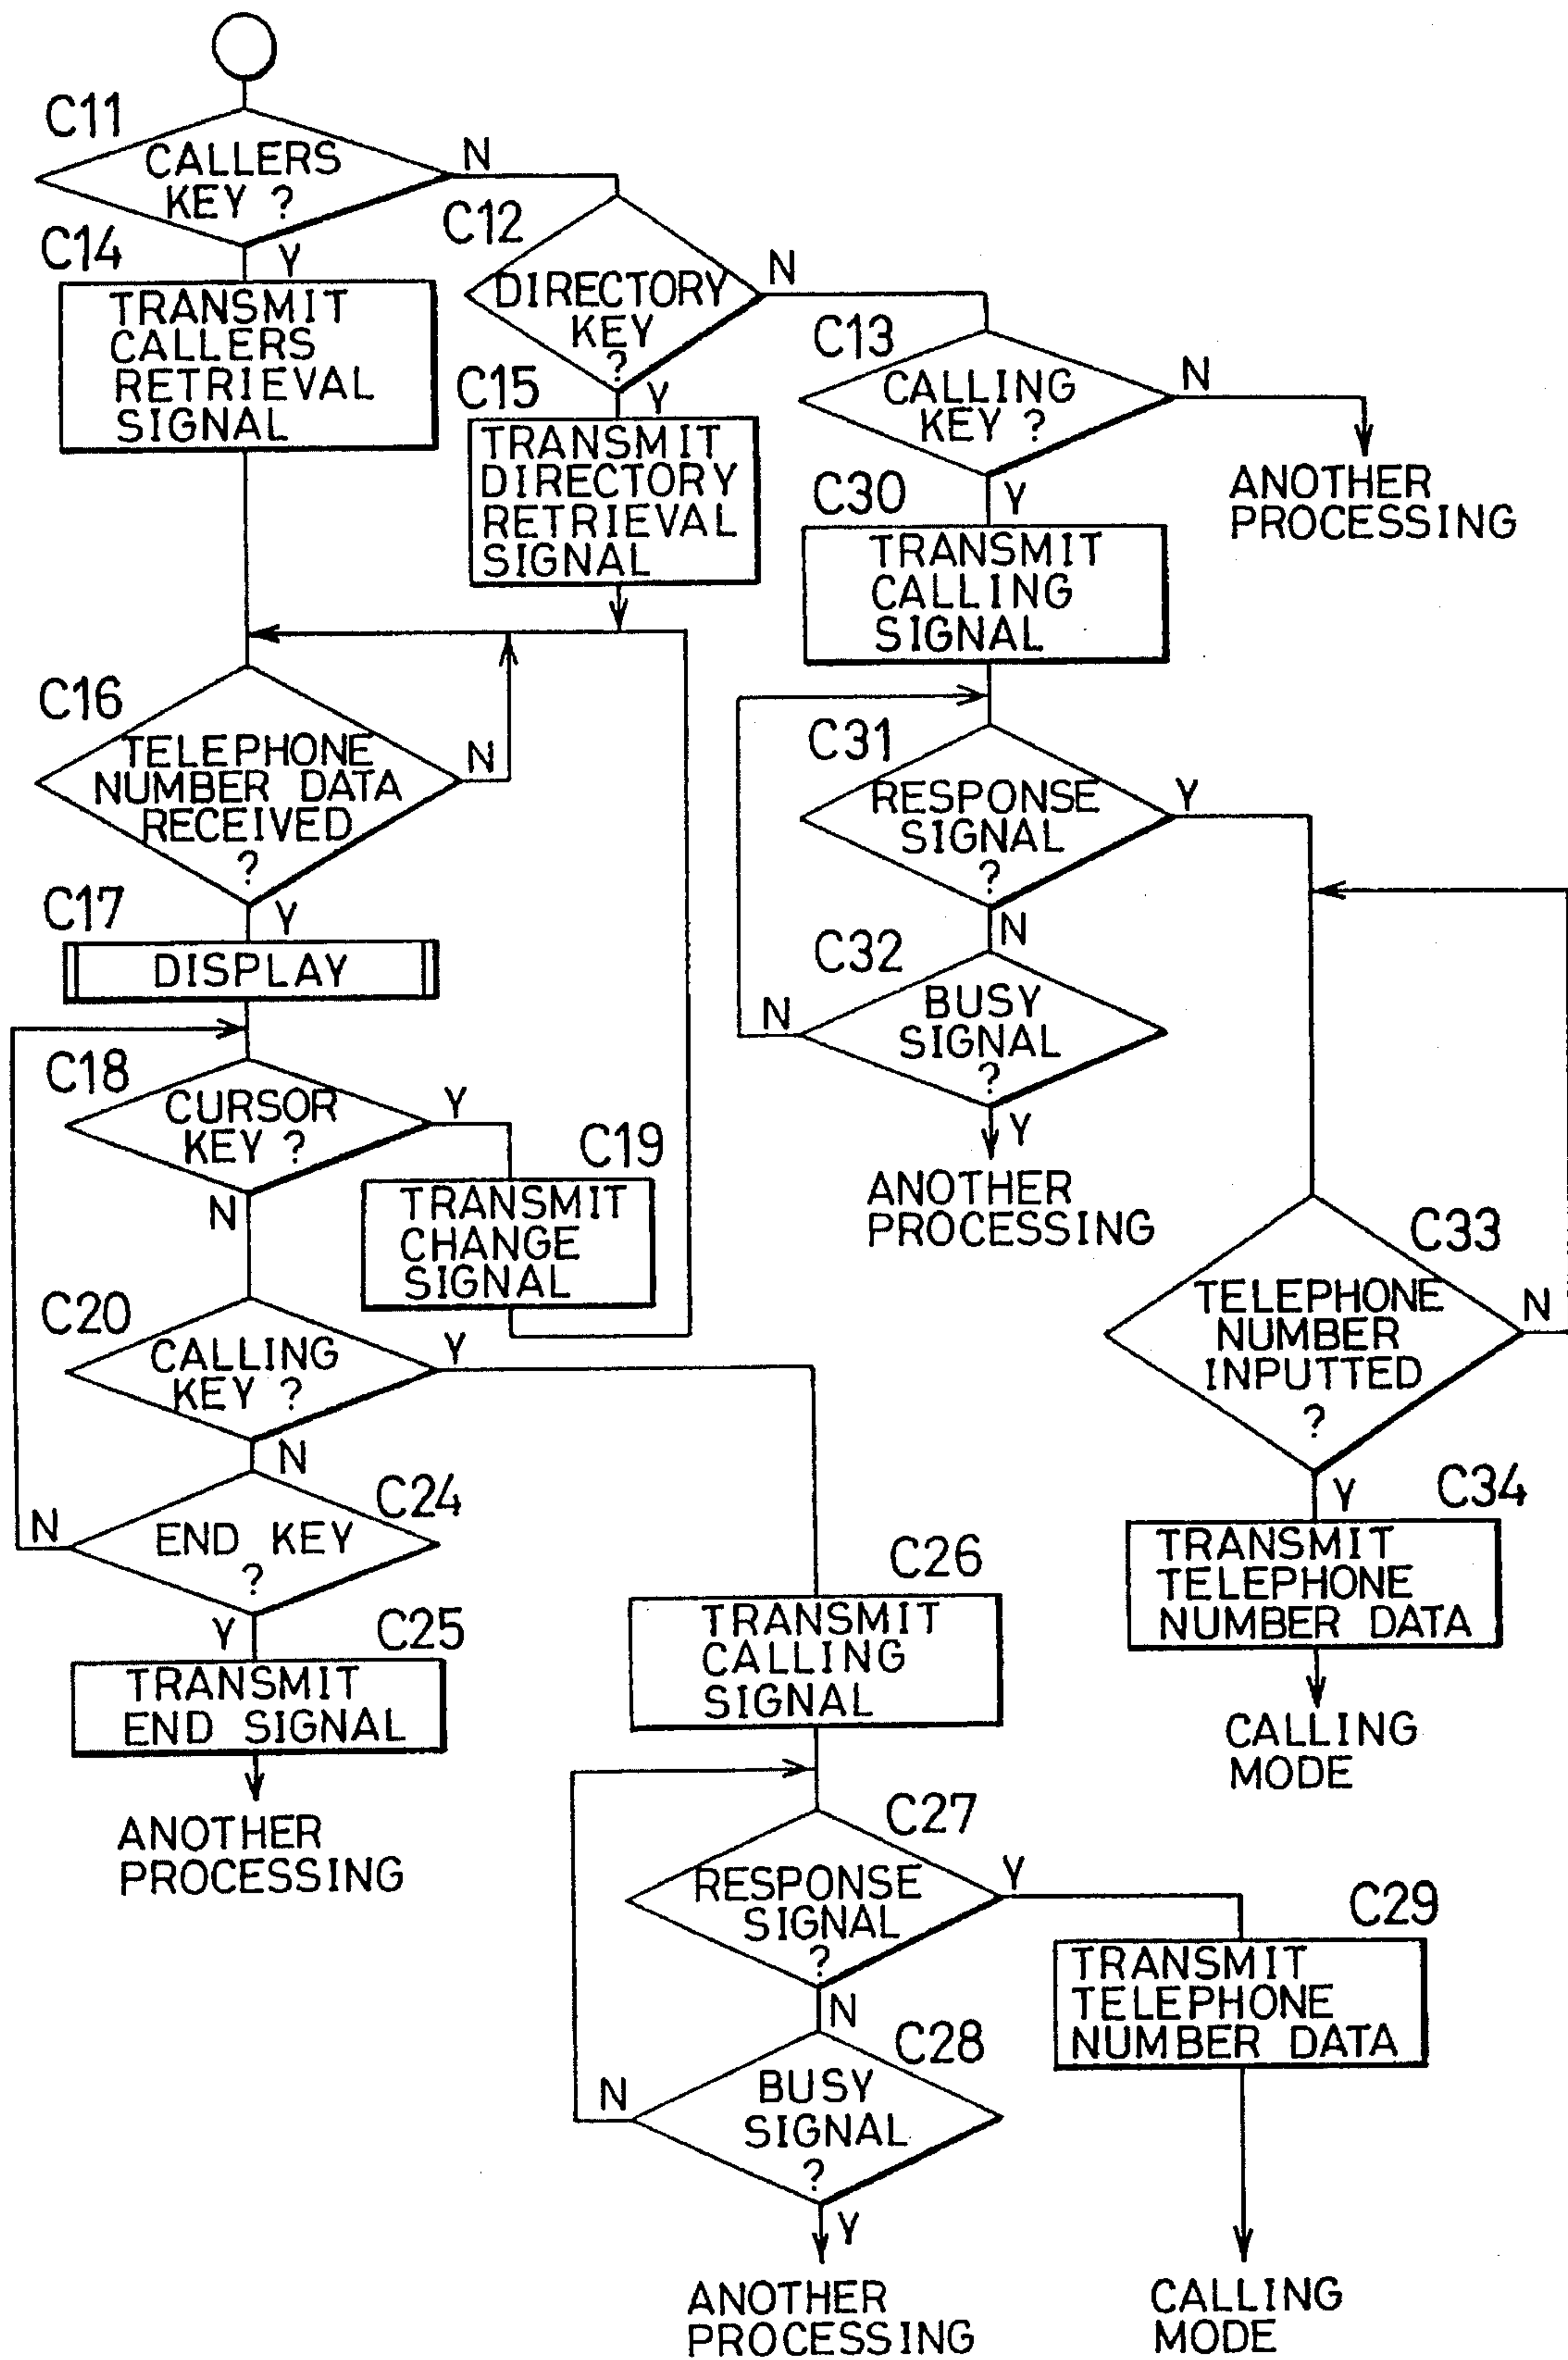 C11
CALLERS
KEY ?
N
Y
C12
DIRECTORY
KEY
?
N
Y
C13
CALLING
KEY ?
N
Y
ANOTHER
PROCESSING
C14
TRANSMIT
CALLERS
RETRIEVAL
SIGNAL
C15
TRANSMIT
DIRECTORY
RETRIEVAL
SIGNAL
C30
TRANSMIT
CALLING
SIGNAL
C16
TELEPHONE
NUMBER DATA
RECEIVED
?
N
Y
C31
RESPONSE
SIGNAL
?
Y
N
C17
DISPLAY
C32
BUSY
SIGNAL
?
N
Y
ANOTHER
PROCESSING
C18
CURSOR
KEY ?
Y
N
C19
TRANSMIT
CHANGE
SIGNAL
C33
TELEPHONE
NUMBER
INPUTTED
?
N
Y
C20
CALLING
KEY ?
Y
N
C24
END KEY
?
N
Y
C34
TRANSMIT
TELEPHONE
NUMBER DATA
CALLING
MODE
C25
TRANSMIT
END SIGNAL
ANOTHER
PROCESSING
C26
TRANSMIT
CALLING
SIGNAL
C27
RESPONSE
SIGNAL
?
Y
N
C29
TRANSMIT
TELEPHONE
NUMBER DATA
C28
BUSY
SIGNAL
?
N
Y
ANOTHER
PROCESSING
CALLING
MODE